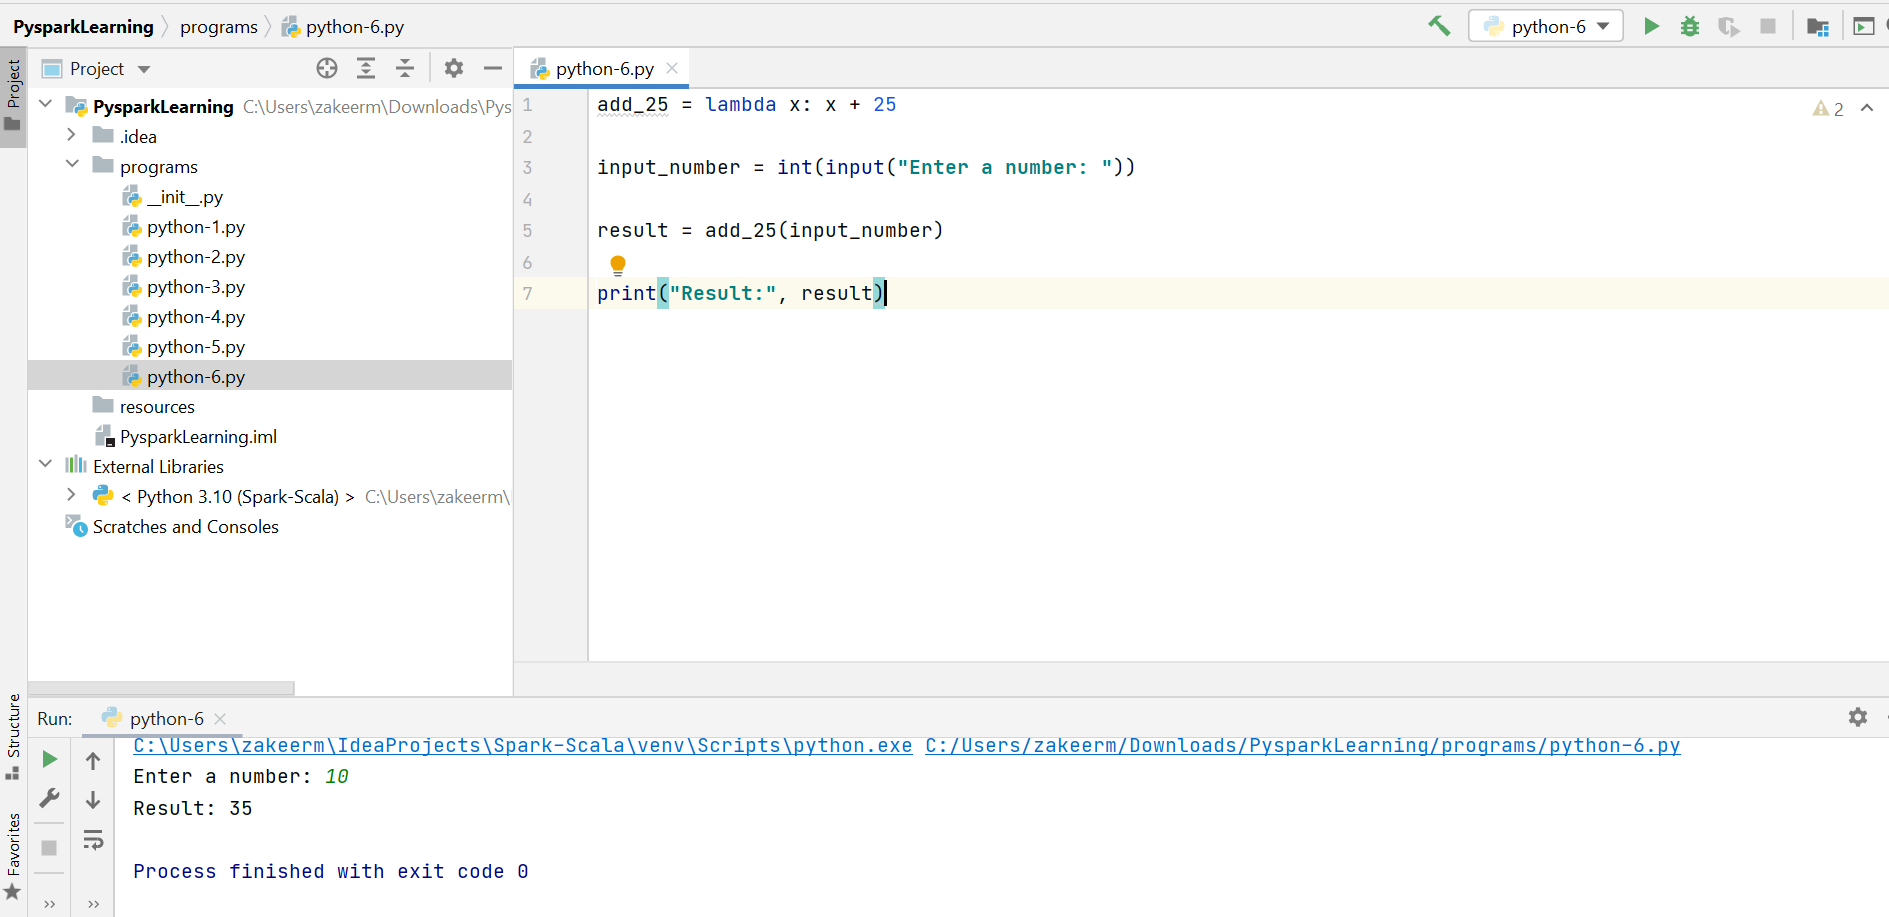 PysparkLearning programs python-6.py
python-6
Project
Project
python-6.py
PysparkLearning C:\Users\zakeerm\Downloads\Pys
.idea
programs
__init__.py
python-1.py
python-2.py
python-3.py
python-4.py
python-5.py
python-6.py
resources
PysparkLearning.iml
External Libraries
< Python 3.10 (Spark-Scala) > C:\Users\zakeerm\
Scratches and Consoles
1 add_25 = lambda x: x + 25
2
2
3 input_number = int(input("Enter a number: "))
4
5 result = add_25(input_number)
6
7 print("Result:", result)
Structure
Favorites
Run: python-6
C:\Users\zakeerm\IdeaProjects\Spark-Scala\venv\Scripts\python.exe C:/Users/zakeerm/Downloads/PysparkLearning/programs/python-6.py
Enter a number: 10
Result: 35
Process finished with exit code 0